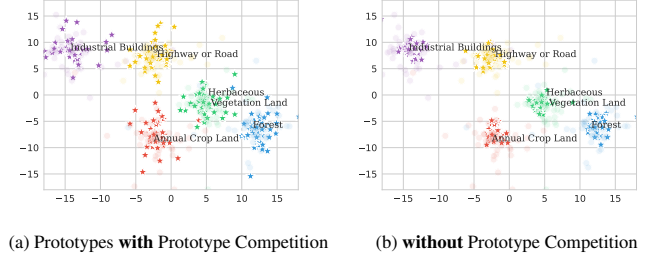 15
10
5
0
−5
−10
−15
−15
−10
−5
0
5
10
15
Industrial Buildings
Highway or Road
Herbaceous
Vegetation Land
Forest
Annual Crop Land
15
10
5
0
−5
−10
−15
−15
−10
−5
0
5
10
15
Industrial Buildings
Highway or Road
Herbaceous
Vegetation Land
Forest
Annual Crop Land
(a) Prototypes with Prototype Competition
(b) without Prototype Competition